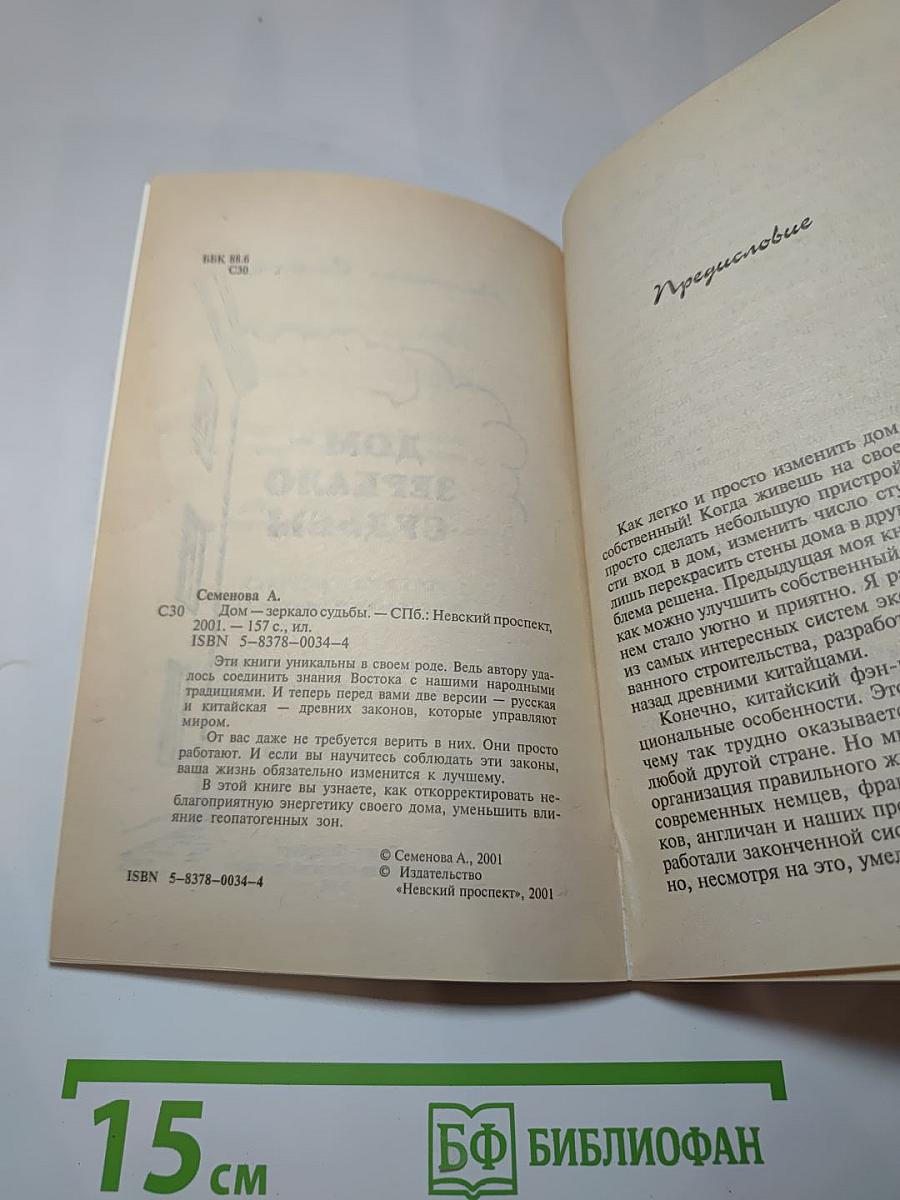 ББК 88.6
С30
Семенова А.
С30 Дом — зеркало судьбы. — СПб.: Невский проспект,
2001. — 157 с., ил.
ISBN 5–8378–0034–4
Эти книги уникальны в своем роде. Ведь автору уда-
лось соединить знания Востока с нашими народными
традициями. И теперь перед вами две версии — русская
и китайская — древних законов, которые управляют
миром.
От вас даже не требуется верить в них. Они просто
работают. И если вы научитесь соблюдать эти законы,
ваша жизнь обязательно изменится к лучшему.
В этой книге вы узнаете, как откорректировать не-
благоприятную энергетику своего дома, уменьшить вли-
яние геопатогенных зон.
© Семенова А., 2001
© Издательство
«Невский проспект», 2001
ISBN 5–8378–0034–4
Предисловие
Как легко и просто изменить дом,
собственный! Когда живешь на свое
просто сделать небольшую пристрой
сти вход в дом, изменить число сту
лишь перекрасить стены дома в дру
блема решена. Предыдущая моя кн
как можно улучшить собственный
нем стало уютно и приятно. Я ра
из самых интересных систем эк
ванного строительства, разработ
назад древними китайцами.
Конечно, китайский фэн-
циональные особенности. Это
чему так трудно оказывается
любой другой стране. Но м
организация правильного ж
современных немцев, фран
ков, англичан и наших пре
работали законченной сис
но, несмотря на это, уме
15 см
БФ БИБЛИОФАН